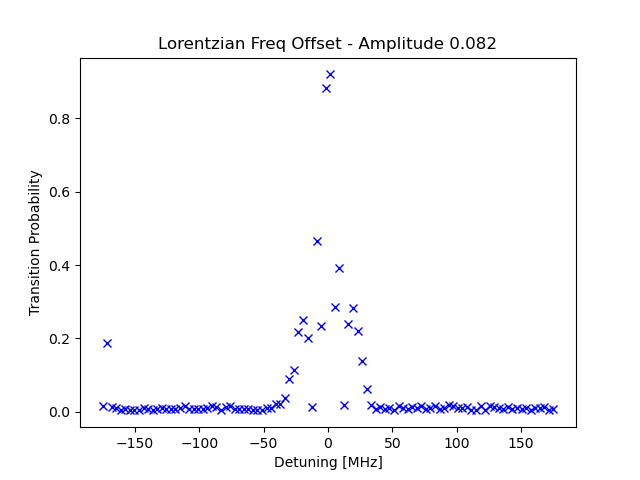 Lorentzian Freq Offset - Amplitude 0.082
Transition Probability
0.8
0.6
0.4
0.2
0.0
−150 −100 −50 0 50 100 150
Detuning [MHz]